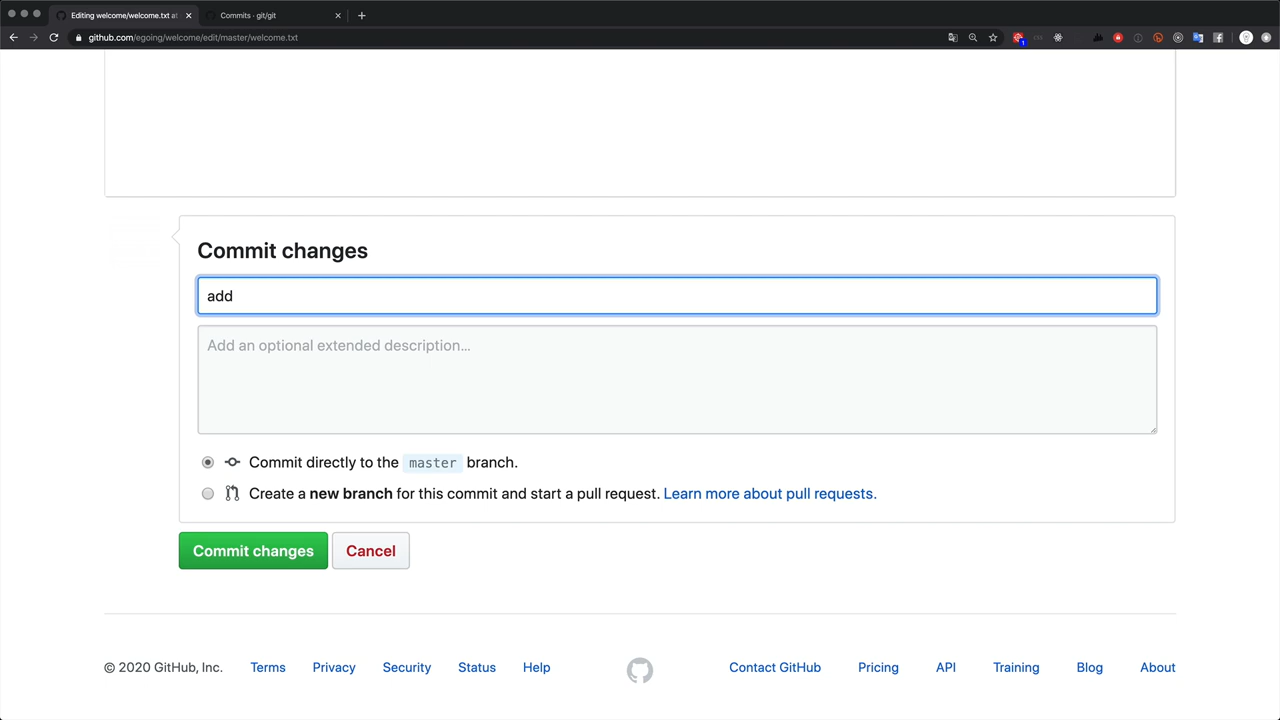 Editing welcome/welcome.txt at
Commits · git/git
github.com/egoing/welcome/edit/master/welcome.txt
Commit changes
add
Add an optional extended description...
Commit directly to the master branch.
Create a new branch for this commit and start a pull request. Learn more about pull requests.
Commit changes
Cancel
© 2020 GitHub, Inc.
Terms
Privacy
Security
Status
Help
Contact GitHub
Pricing
API
Training
Blog
About